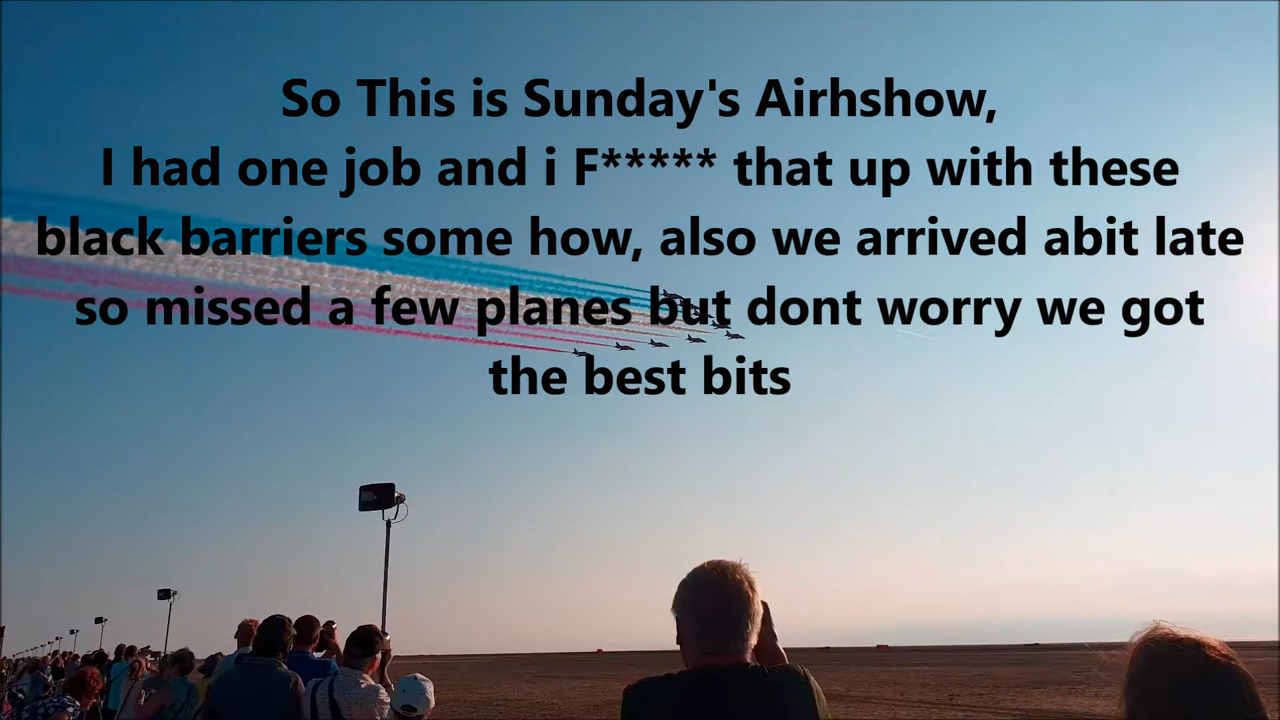 So This is Sunday's Airhshow,
I had one job and i F***** that up with these
black barriers some how, also we arrived abit late
so missed a few planes but dont worry we got
the best bits